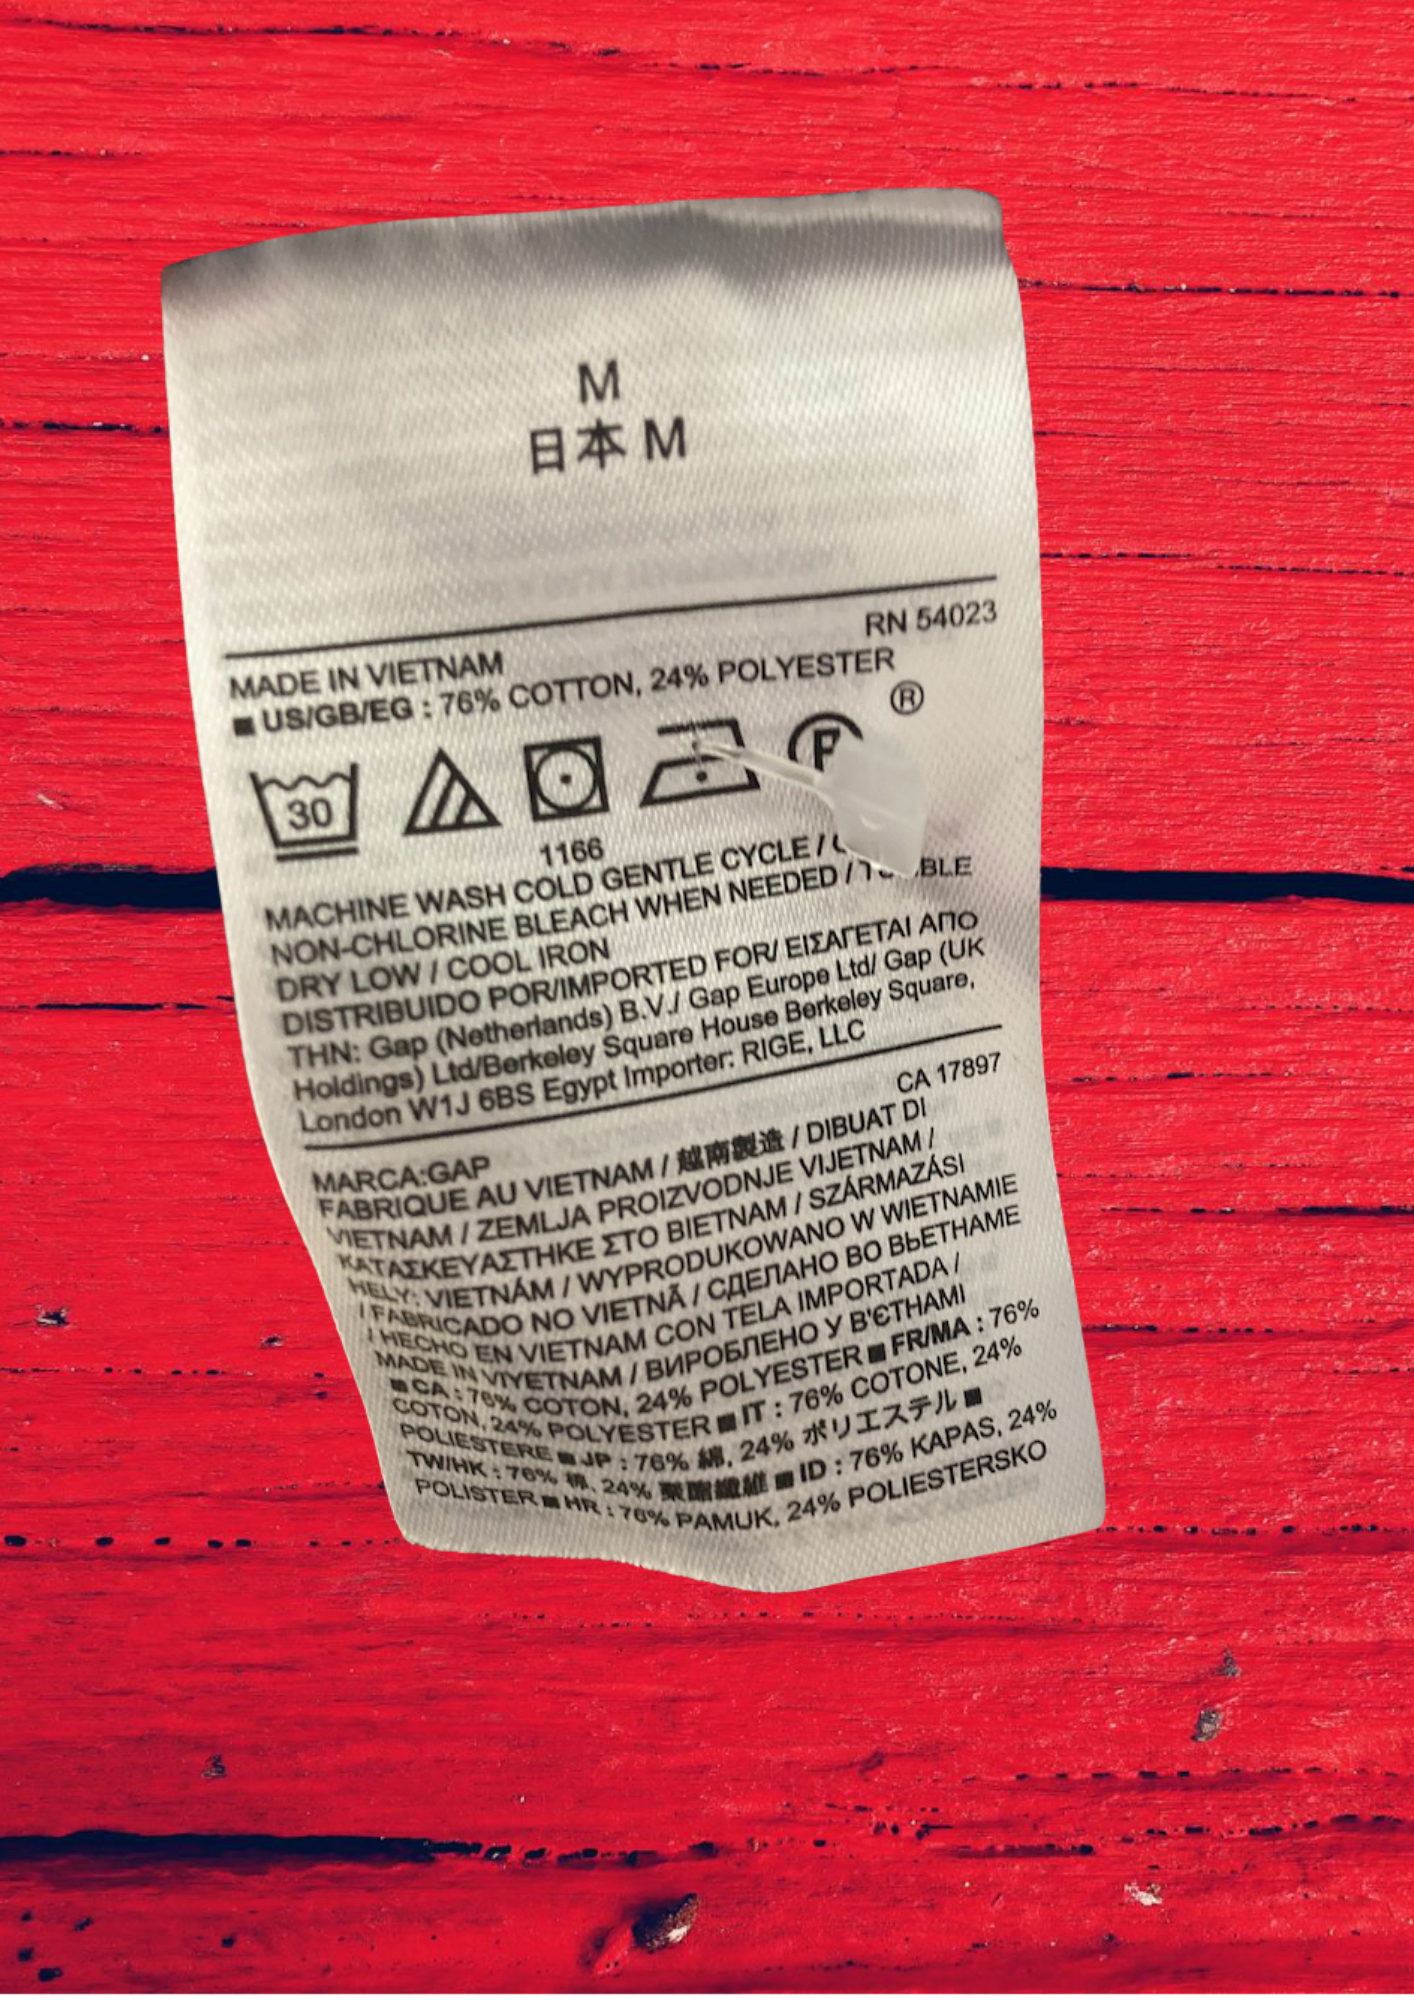 M
日本 M
RN 54023
MADE IN VIETNAM
■ US/GB/EG : 76% COTTON, 24% POLYESTER
®
30
P
1166
MACHINE WASH COLD GENTLE CYCLE /
NON-CHLORINE BLEACH WHEN NEEDED /
DRY LOW / COOL IRON
DISTRIBUIDO POR/IMPORTED FOR/ ΕΙΣΑΓΕΤΑΙ ΑΠΟ
THN: Gap (Netherlands) B.V./ Gap Europe Ltd/ Gap (UK
Holdings) Ltd/Berkeley Square House Berkeley Square,
London W1J 6BS Egypt Importer: RIGE, LLC
CA 17897
MARCA:GAP
FABRIQUE AU VIETNAM / 越南製造 / DIBUAT DI
VIETNAM / ZEMLJA PROIZVODNJE VIJETNAM /
ΚΑΤΑΣΚΕΥΑΣΤΗΚΕ ΣΤΟ ΒΙΕΤΝΑΜ / SZÁRMAZÁSI
HELY: VIETNÁM / WYPRODUKOWANO W WIETNAMIE
/ FABRICADO NO VIETNÃ / СДЕЛАНО ВО ВЬЕТНАМЕ
/ HECHO EN VIETNAM CON TELA IMPORTADA /
MADE IN VIYETNAM / ВИРОБЛЕНО У В'ЄТНАМІ
■ CA : 76% COTON, 24% POLYESTER ■ FR/MA : 76%
COTON, 24% POLYESTER ■ IT : 76% COTONE, 24%
POLIESTERE ■ JP : 76% 綿, 24% ポリエステル ■
TW/HK : 76% 棉, 24% 聚酯纖維 ■ ID : 76% KAPAS, 24%
POLISTER ■ HR : 76% PAMUK, 24% POLIESTERSKO